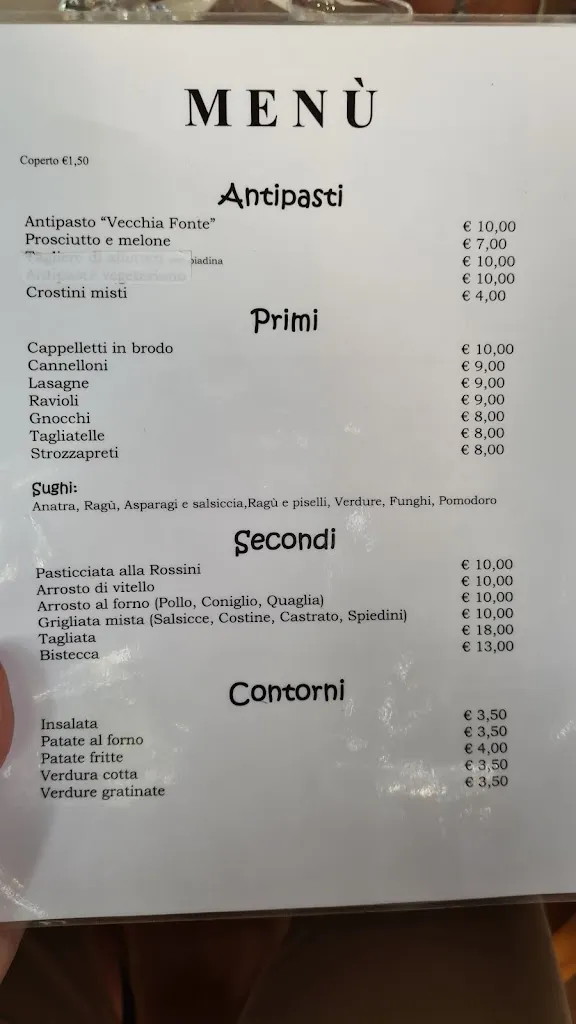 MENÙ
Coperto €1,50
Antipasti
Antipasto “Vecchia Fonte” € 10,00
Prosciutto e melone € 7,00
piadina € 10,00
€ 10,00
Crostini misti € 4,00
Primi
Cappelletti in brodo € 10,00
Cannelloni € 9,00
Lasagne € 9,00
Ravioli € 9,00
Gnocchi € 8,00
Tagliatelle € 8,00
Strozzapreti € 8,00
Sughi:
Anatra, Ragù, Asparagi e salsiccia,Ragù e piselli, Verdure, Funghi, Pomodoro
Secondi
Pasticciata alla Rossini € 10,00
Arrosto di vitello € 10,00
Arrosto al forno (Pollo, Coniglio, Quaglia) € 10,00
Grigliata mista (Salsicce, Costine, Castrato, Spiedini) € 10,00
Tagliata € 18,00
Bistecca € 13,00
Contorni
Insalata € 3,50
Patate al forno € 3,50
Patate fritte € 4,00
Verdura cotta € 3,50
Verdure gratinate € 3,50